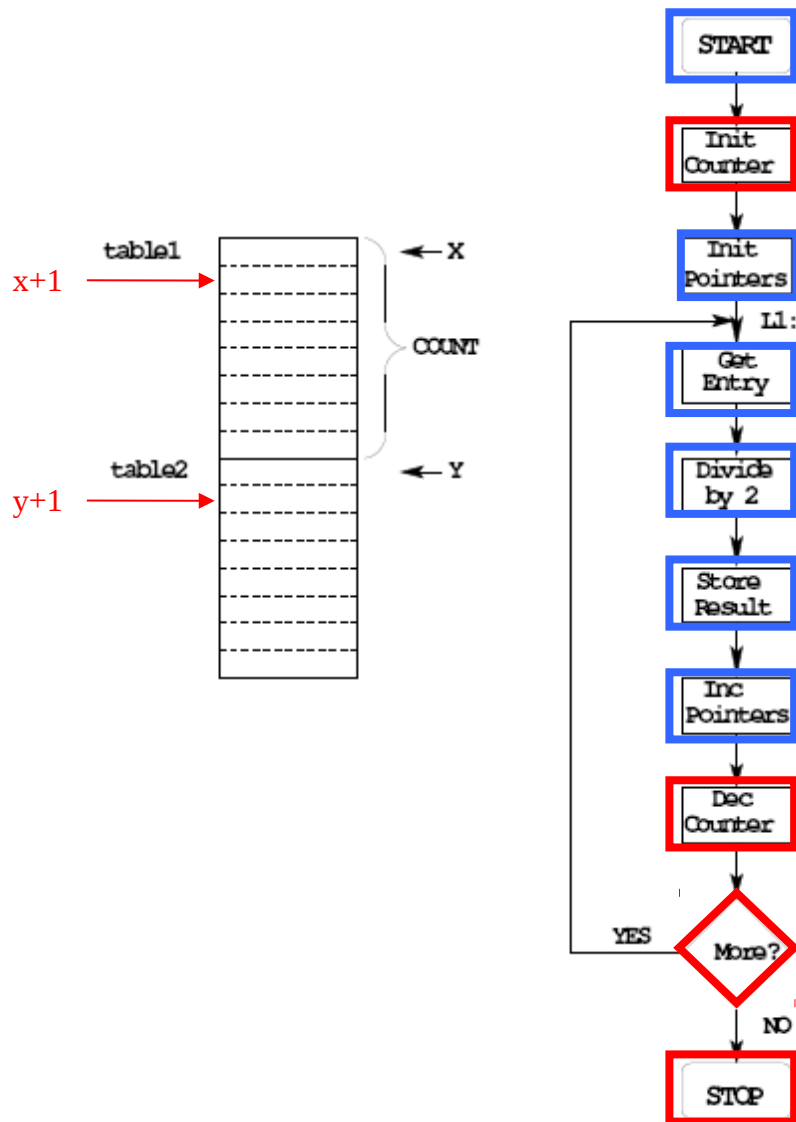 START
Init
Counter
Init
Pointers
L1:
Get
Entry
Divide
by 2
Store
Result
Inc
Pointers
Dec
Counter
More?
YES
NO
STOP
table1
X
x+1
COUNT
table2
Y
y+1